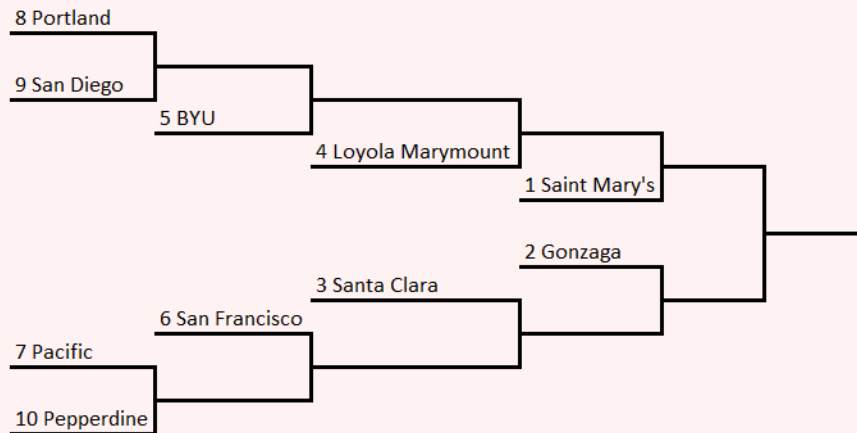 8 Portland
9 San Diego
5 BYU
4 Loyola Marymount
1 Saint Mary's
2 Gonzaga
3 Santa Clara
6 San Francisco
7 Pacific
10 Pepperdine